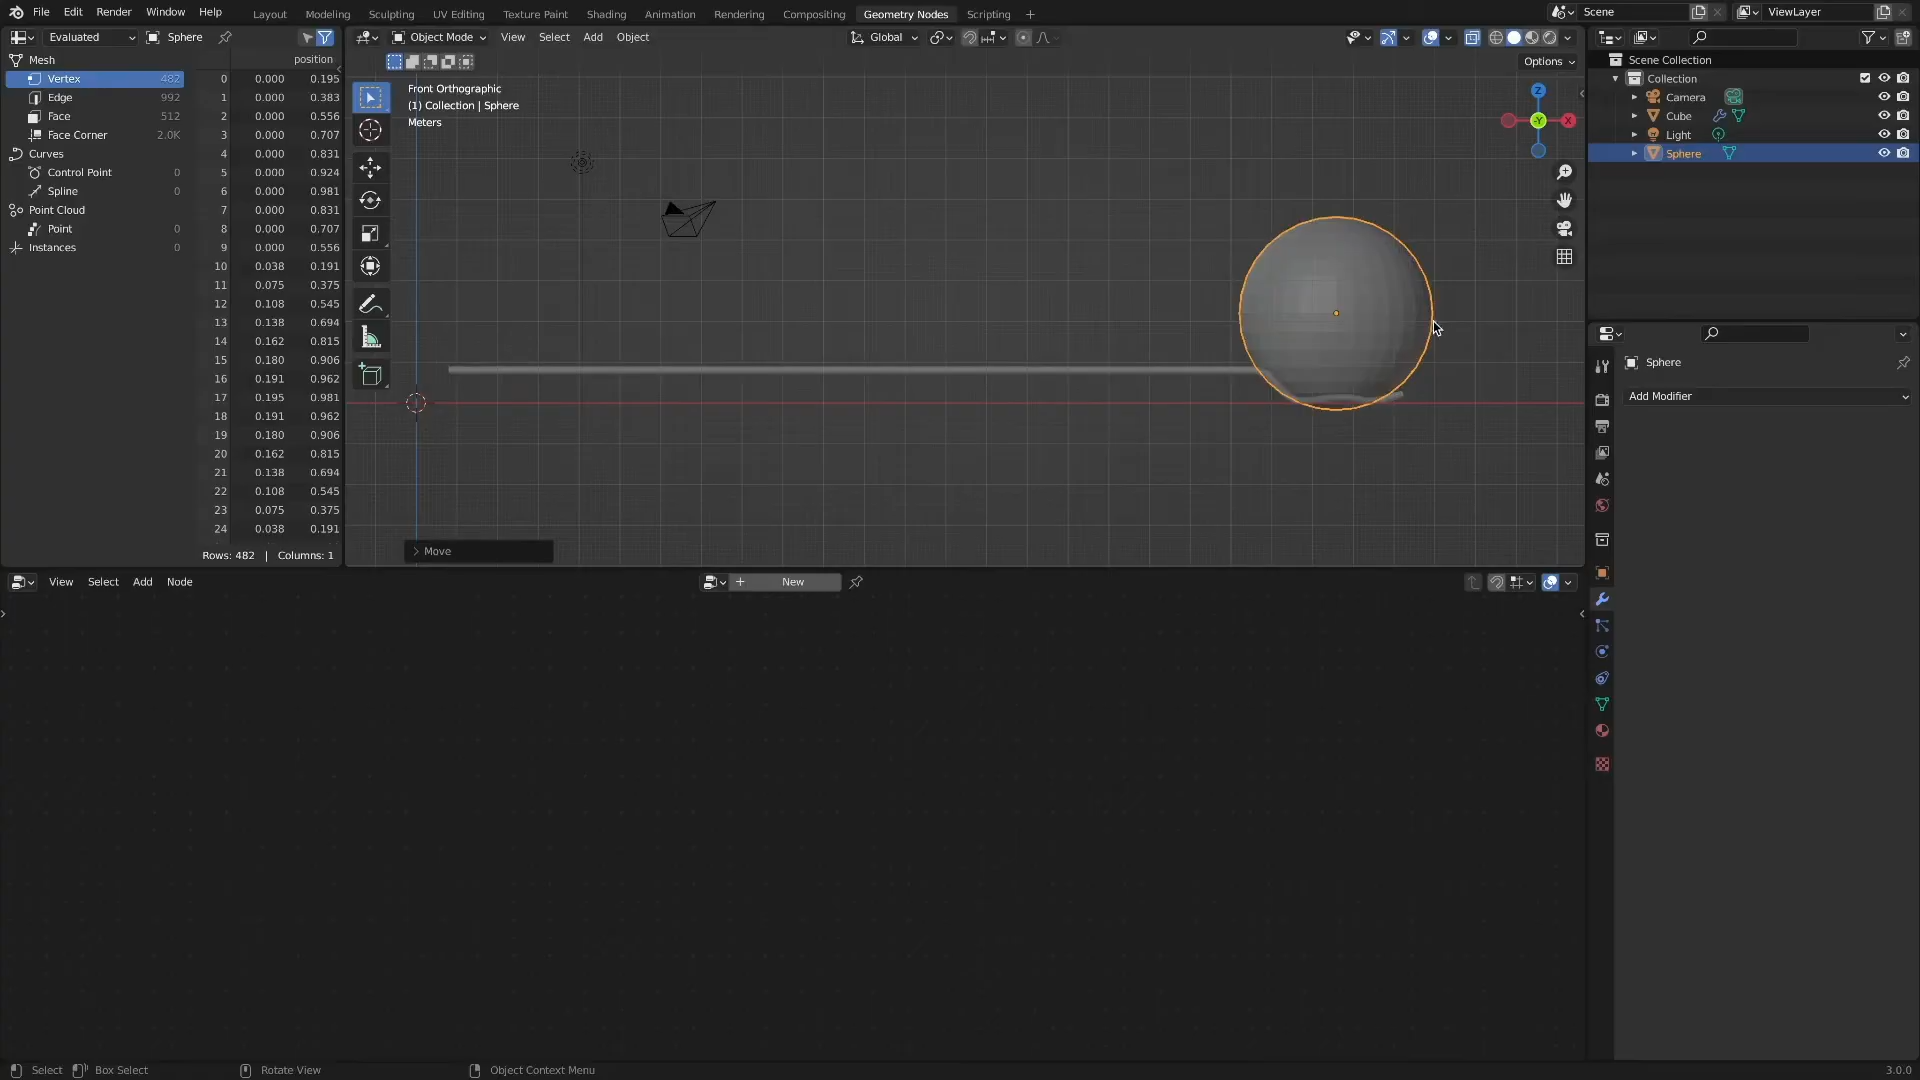 File Edit Render Window Help Layout Modeling Sculpting UV Editing Texture Paint Shading Animation Rendering Compositing Geometry Nodes Scripting Scene ViewLayer
Evaluated Sphere
Object Mode View Select Add Object Global
position
Mesh
Vertex 482
Edge 992
Face 512
Face Corner 2.0K
Curves
Control Point 0
Spline 0
Point Cloud
Point 0
Instances 0
0 0.000 0.195
1 0.000 0.383
2 0.000 0.556
3 0.000 0.707
4 0.000 0.831
5 0.000 0.924
6 0.000 0.981
7 0.000 0.831
8 0.000 0.707
9 0.000 0.556
10 0.038 0.191
11 0.075 0.375
12 0.108 0.545
13 0.138 0.694
14 0.162 0.815
15 0.180 0.906
16 0.191 0.962
17 0.195 0.981
18 0.191 0.962
19 0.180 0.906
20 0.162 0.815
21 0.138 0.694
22 0.108 0.545
23 0.075 0.375
24 0.038 0.191
Rows: 482 | Columns: 1
Options
Front Orthographic
(1) Collection | Sphere
Meters
Z
Y
X
Move
Scene Collection
Collection
Camera
Cube
Light
Sphere
Sphere
Add Modifier
View Select Add Node New
Select Box Select Rotate View Object Context Menu 3.0.0